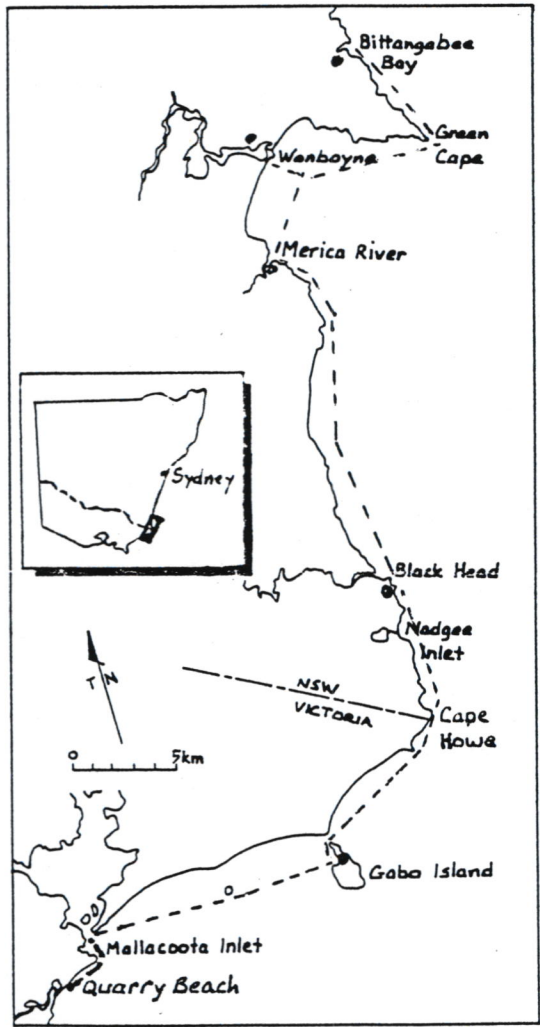 Bittangabee
Bay
Green
Cape
Wonboyne
Merica River
Sydney
Black Head
Nadgee
Inlet
T N
NSW
VICTORIA
Cape
Howe
0 5km
Gabo Island
Mallacoota Inlet
Quarry Beach